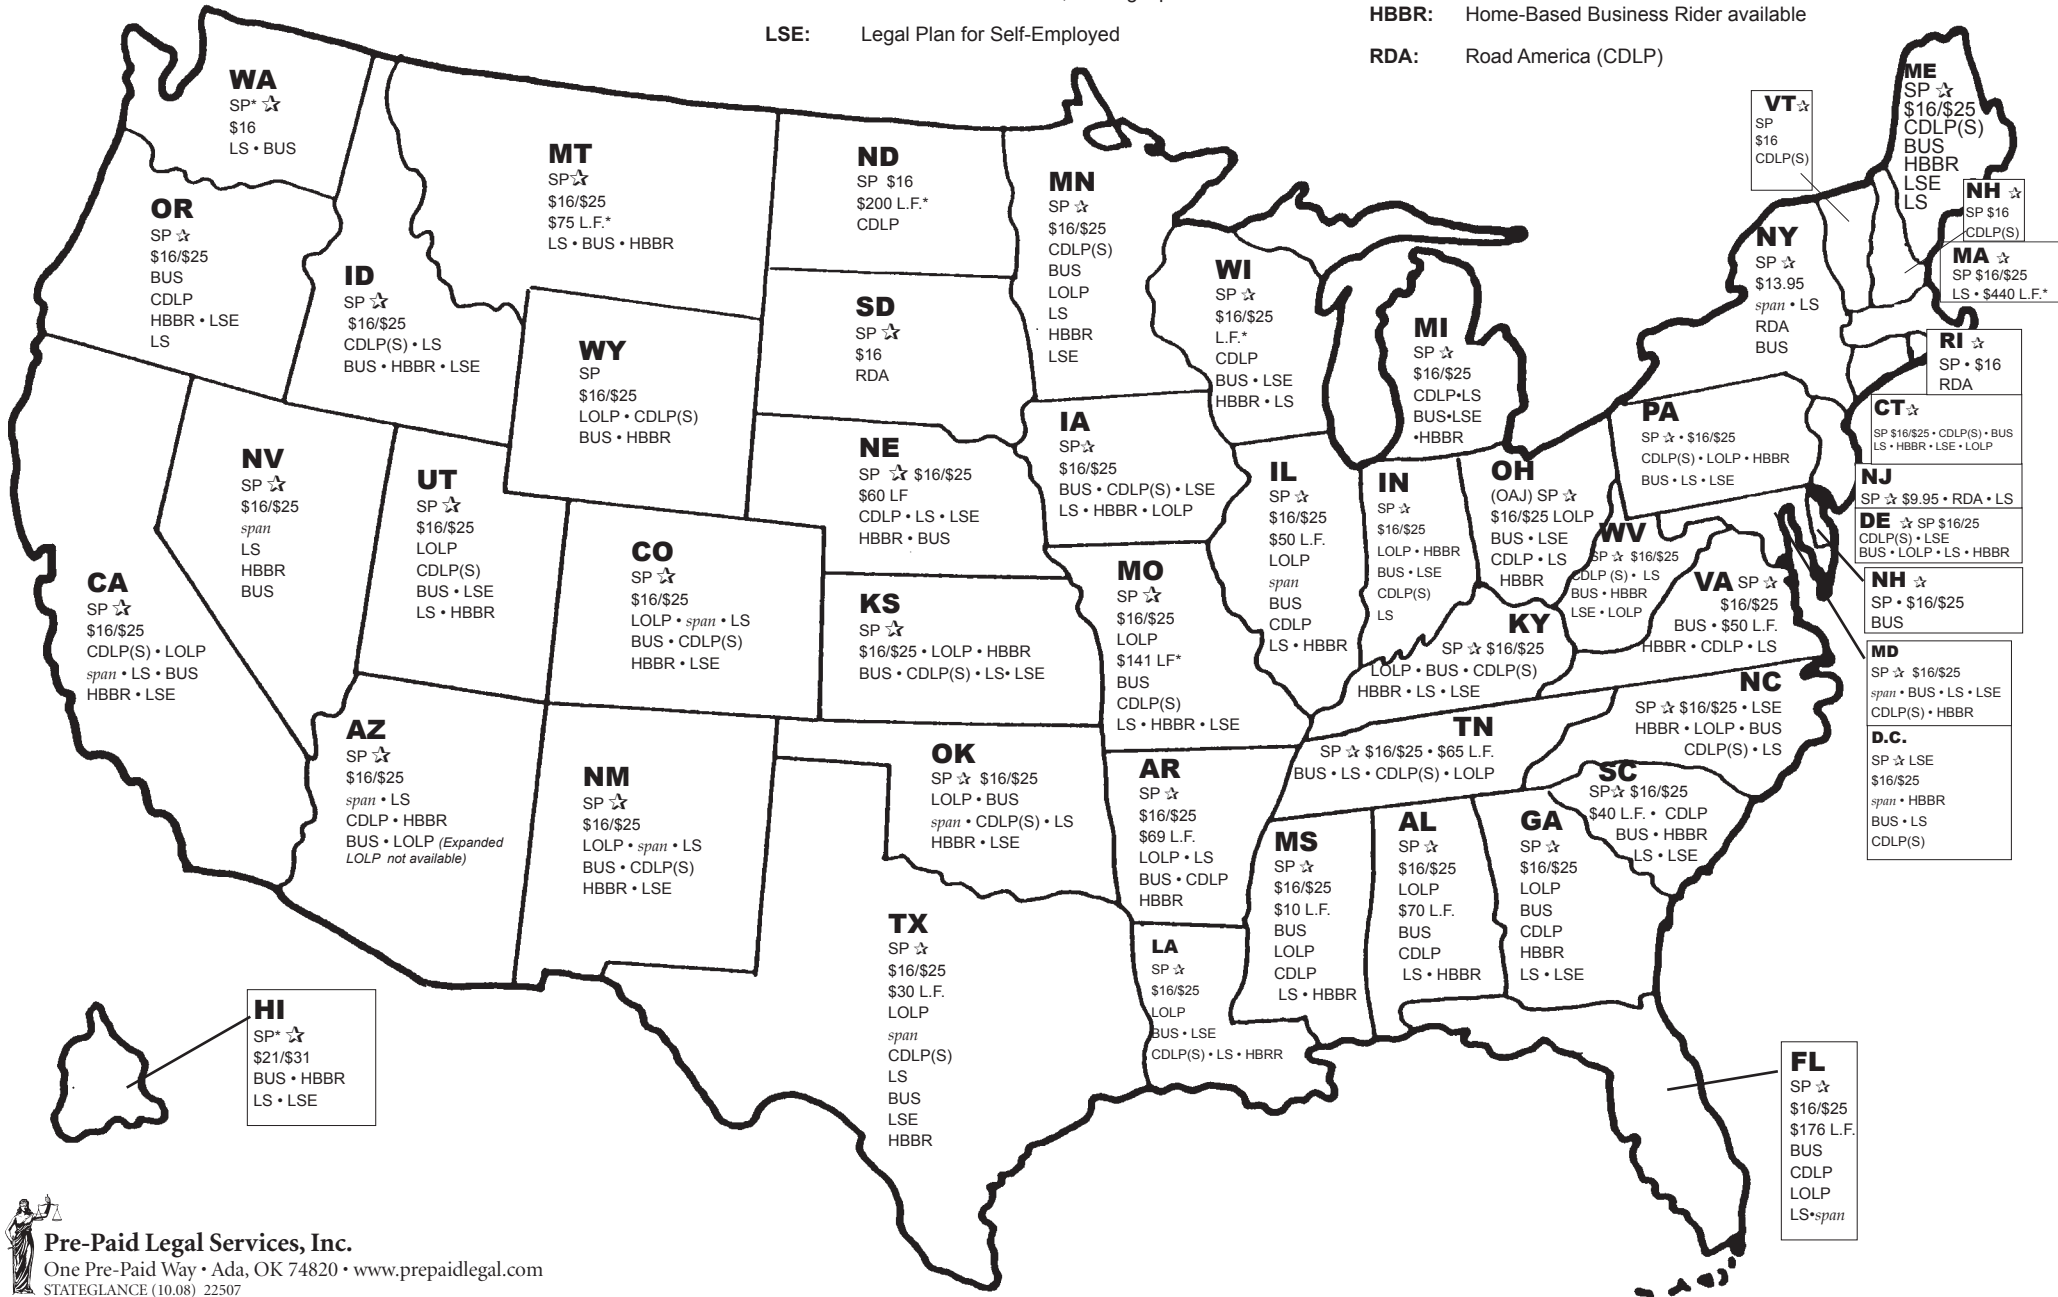 LSE: Legal Plan for Self-Employed
HBBR: Home-Based Business Rider available
RDA: Road America (CDLP)
WA
SP* ☆
$16
LS • BUS
OR
SP ☆
$16/$25
BUS
CDLP
HBBR • LSE
LS
ID
SP ☆
$16/$25
CDLP(S) • LS
BUS • HBBR • LSE
MT
SP☆
$16/$25
$75 L.F.*
LS • BUS • HBBR
WY
SP
$16/$25
LOLP • CDLP(S)
BUS • HBBR
ND
SP $16
$200 L.F.*
CDLP
SD
SP ☆
$16
RDA
NE
SP ☆ $16/$25
$60 LF
CDLP • LS • LSE
HBBR • BUS
KS
SP ☆
$16/$25 • LOLP • HBBR
BUS • CDLP(S) • LS• LSE
MN
SP ☆
$16/$25
CDLP(S)
BUS
LOLP
LS
HBBR
LSE
IA
SP☆
$16/$25
BUS • CDLP(S) • LSE
LS • HBBR • LOLP
MO
SP ☆
$16/$25
LOLP
$141 LF*
BUS
CDLP(S)
LS • HBBR • LSE
WI
SP ☆
$16/$25
L.F.*
CDLP
BUS • LSE
HBBR • LS
MI
SP ☆
$16/$25
CDLP•LS
BUS•LSE
•HBBR
IL
SP ☆
$16/$25
$50 L.F.
LOLP
span
BUS
CDLP
LS • HBBR
IN
SP ☆
$16/$25
LOLP • HBBR
BUS • LSE
CDLP(S)
LS
OH
(OAJ) SP ☆
$16/$25 LOLP
BUS • LSE
CDLP • LS
HBBR
WV
SP ☆ $16/$25
CDLP (S) • LS
BUS • HBBR
LSE • LOLP
VA SP ☆
$16/$25
BUS • $50 L.F.
HBBR • CDLP • LS
KY
SP ☆ $16/$25
LOLP • BUS • CDLP(S)
HBBR • LS • LSE
TN
SP ☆ $16/$25 • $65 L.F.
BUS • LS • CDLP(S) • LOLP
NC
SP ☆ $16/$25 • LSE
HBBR • LOLP • BUS
CDLP(S) • LS
SC
SP☆ $16/$25
$40 L.F. • CDLP
BUS • HBBR
LS • LSE
NV
SP ☆
$16/$25
span
LS
HBBR
BUS
UT
SP ☆
$16/$25
LOLP
CDLP(S)
BUS • LSE
LS • HBBR
CO
SP ☆
$16/$25
LOLP • span • LS
BUS • CDLP(S)
HBBR • LSE
CA
SP ☆
$16/$25
CDLP(S) • LOLP
span • LS • BUS
HBBR • LSE
AZ
SP ☆
$16/$25
span • LS
CDLP • HBBR
BUS • LOLP (Expanded
LOLP not available)
NM
SP ☆
$16/$25
LOLP • span • LS
BUS • CDLP(S)
HBBR • LSE
OK
SP ☆ $16/$25
LOLP • BUS
span • CDLP(S) • LS
HBBR • LSE
TX
SP ☆
$16/$25
$30 L.F.
LOLP
span
CDLP(S)
LS
BUS
LSE
HBBR
AR
SP ☆
$16/$25
$69 L.F.
LOLP • LS
BUS • CDLP
HBBR
LA
SP ☆
$16/$25
LOLP
BUS • LSE
CDLP(S) • LS • HBRR
MS
SP ☆
$16/$25
$10 L.F.
BUS
LOLP
CDLP
LS • HBBR
AL
SP ☆
$16/$25
LOLP
$70 L.F.
BUS
CDLP
LS • HBBR
GA
SP ☆
$16/$25
LOLP
BUS
CDLP
HBBR
LS • LSE
FL
SP ☆
$16/$25
$176 L.F.
BUS
CDLP
LOLP
LS•span
VT☆
SP
$16
CDLP(S)
ME
SP ☆
$16/$25
CDLP(S)
BUS
HBBR
LSE
LS
NH ☆
SP $16
CDLP(S)
MA ☆
SP $16/$25
LS • $440 L.F.*
NY
SP ☆
$13.95
span • LS
RDA
BUS
PA
SP ☆ • $16/$25
CDLP(S) • LOLP • HBBR
BUS • LS • LSE
RI ☆
SP • $16
RDA
CT☆
SP $16/$25 • CDLP(S) • BUS
LS • HBBR • LSE • LOLP
NJ
SP ☆ $9.95 • RDA • LS
DE ☆ SP $16/25
CDLP(S) • LSE
BUS • LOLP • LS • HBBR
NH ☆
SP • $16/$25
BUS
MD
SP ☆ $16/$25
span • BUS • LS • LSE
CDLP(S) • HBBR
D.C.
SP ☆ LSE
$16/$25
span • HBBR
BUS • LS
CDLP(S)
HI
SP* ☆
$21/$31
BUS • HBBR
LS • LSE
Pre-Paid Legal Services, Inc.
One Pre-Paid Way • Ada, OK 74820 • www.prepaidlegal.com
STATEGLANCE (10.08) 22507